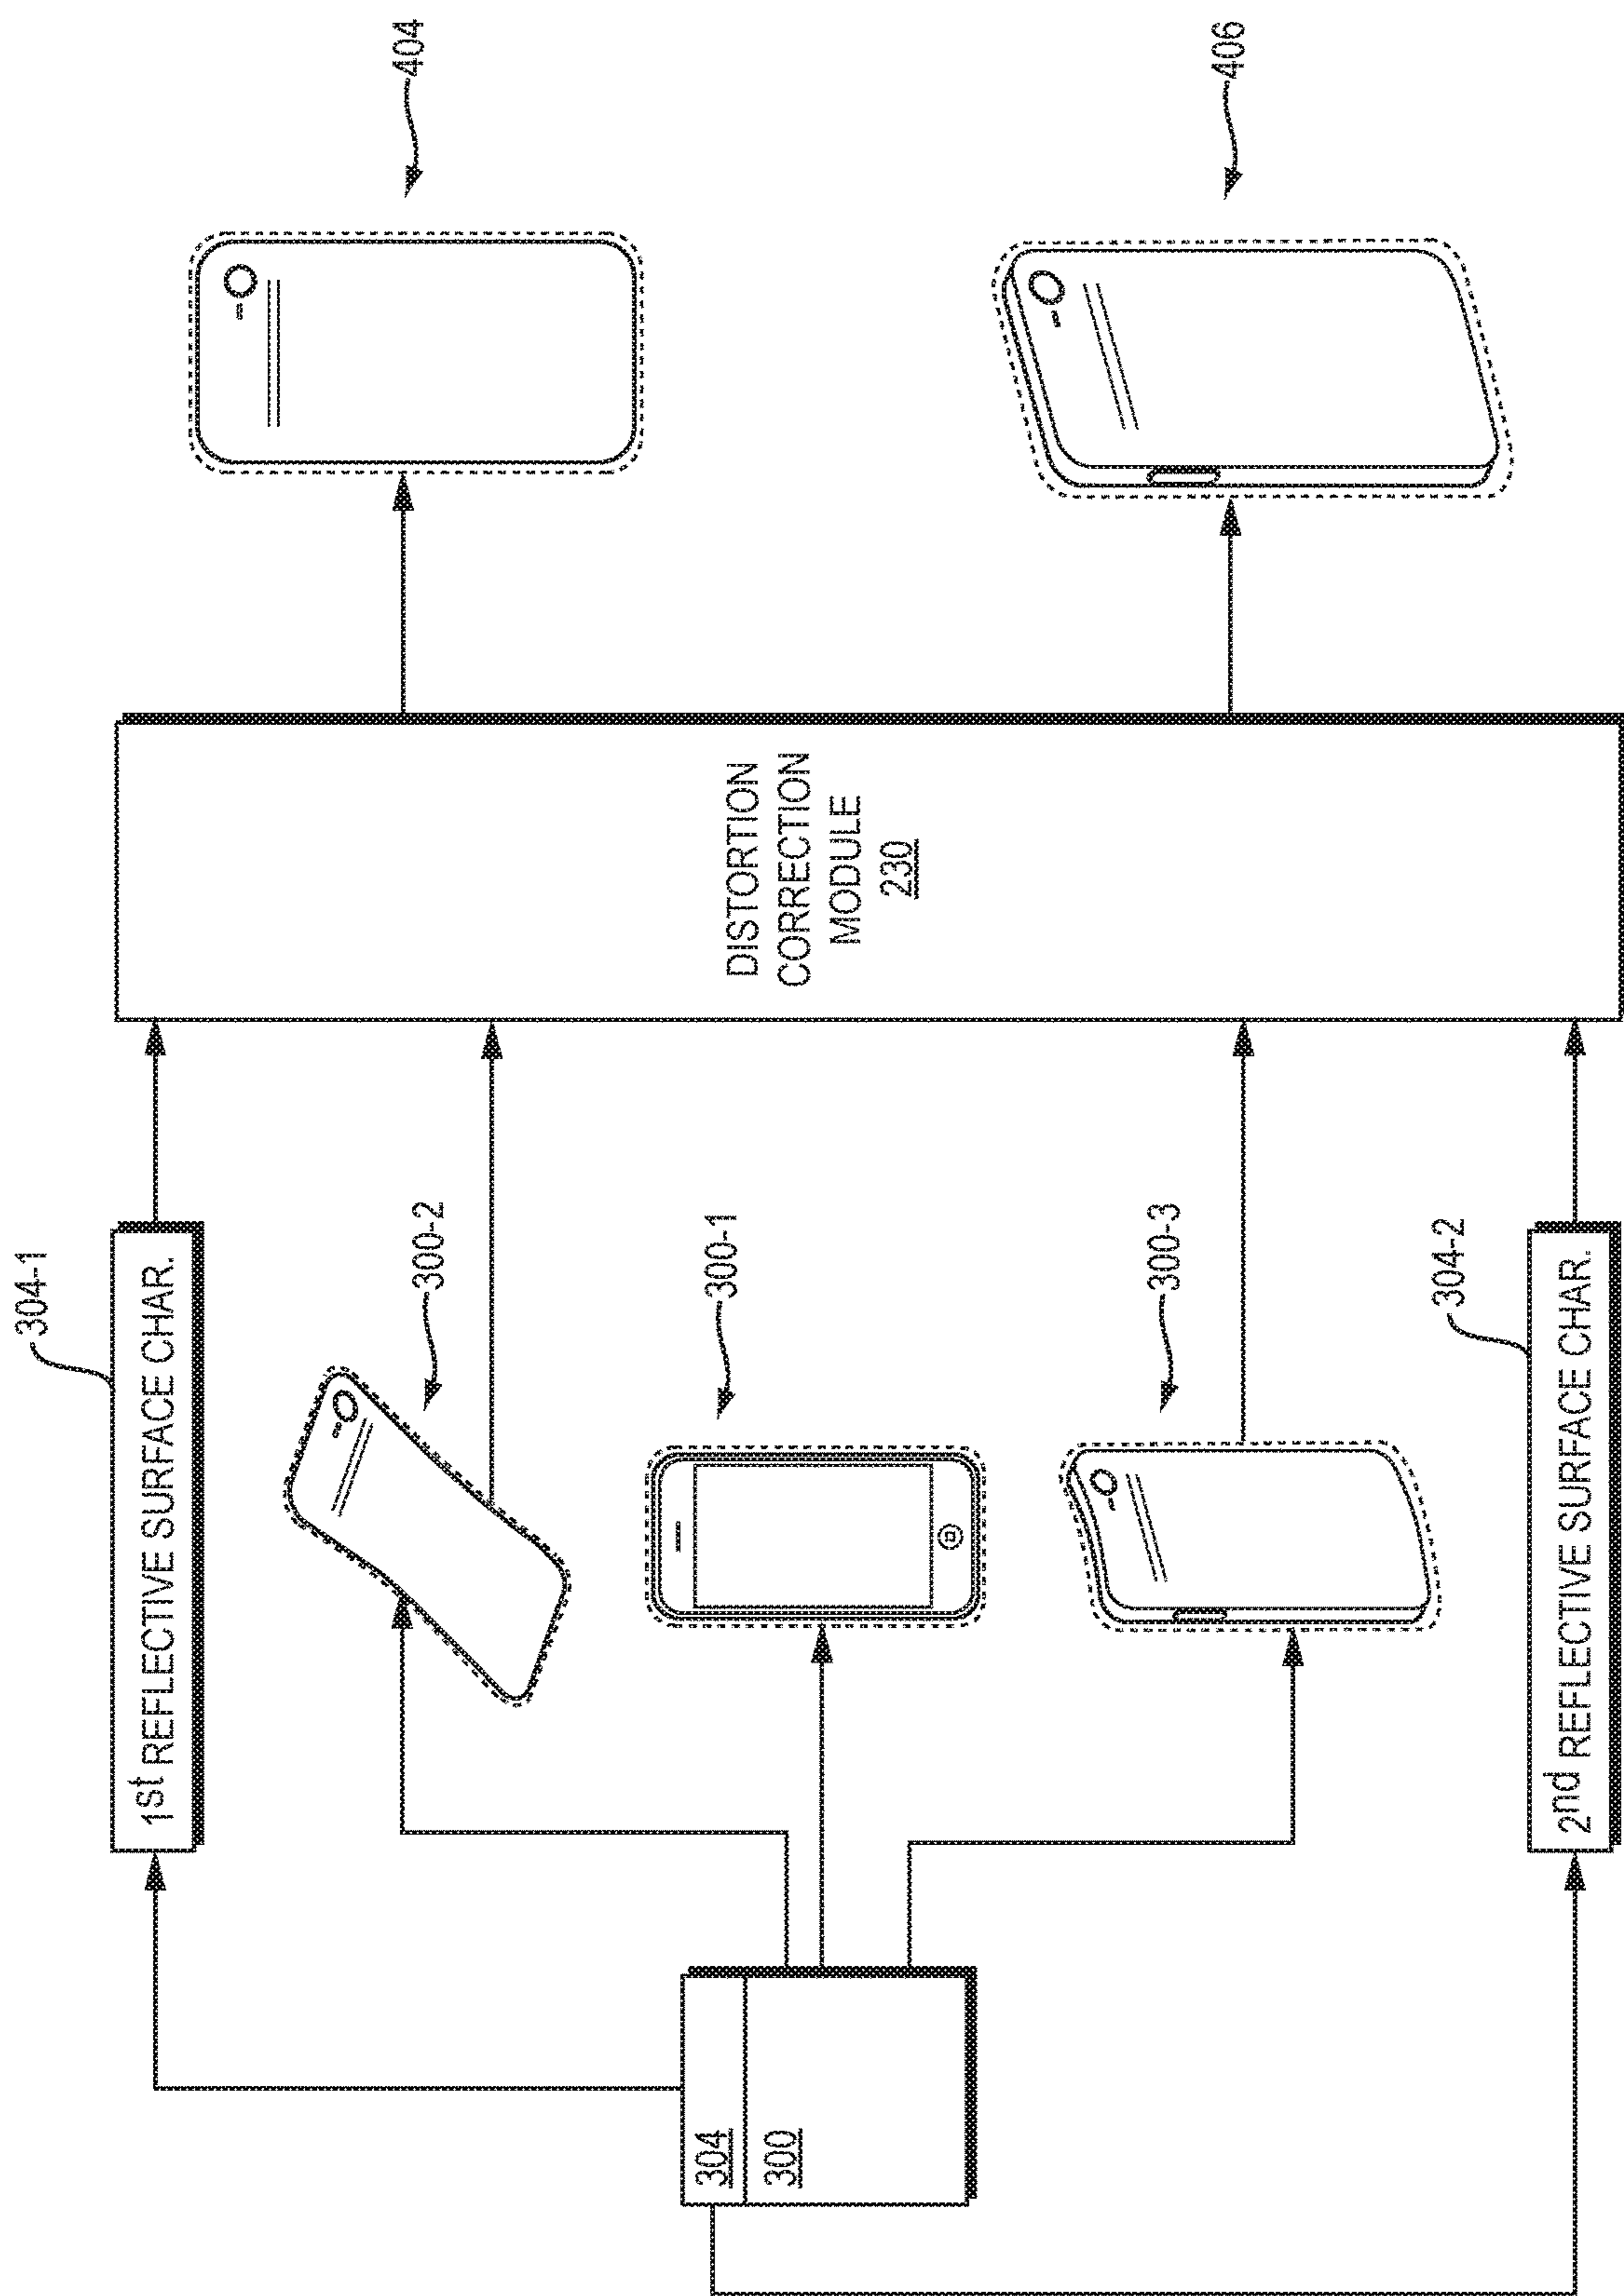 304-1
1st REFLECTIVE SURFACE CHAR.
300-2
404
304
300
300-1
DISTORTION
CORRECTION
MODULE
230
300-3
406
304-2
2nd REFLECTIVE SURFACE CHAR.